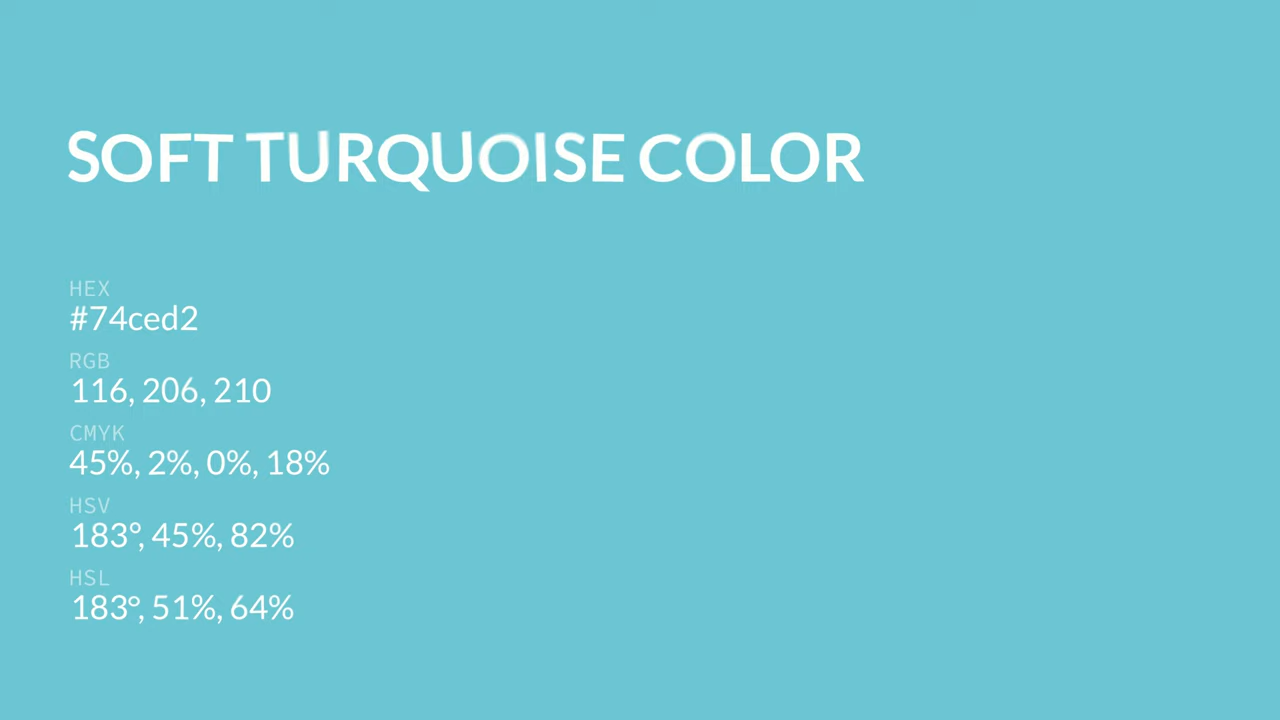 SOFT TURQUOISE COLOR
HEX
#74ced2
RGB
116, 206, 210
CMYK
45%, 2%, 0%, 18%
HSV
183°, 45%, 82%
HSL
183°, 51%, 64%